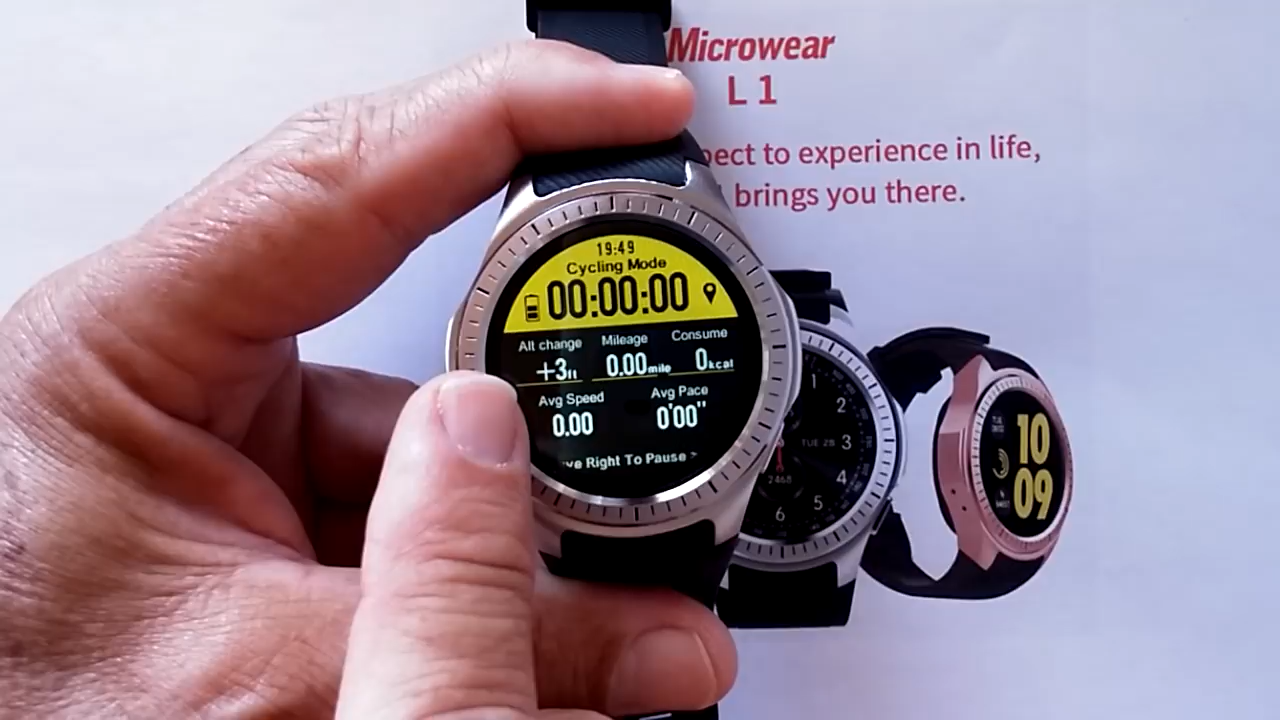 Microwear
L 1
pect to experience in life,
brings you there.
19:49
Cycling Mode
00:00:00
Alt change Mileage Consume
+3ft 0.00mile 0kcal
Avg Speed Avg Pace
0.00 0'00"
ve Right To Pause >
1
2
TUE 28 3
4
2468
5
6
10
09